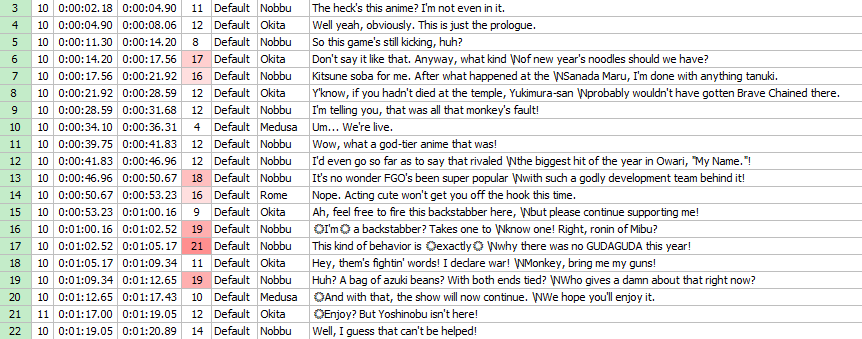 3 10 0:00:02.18 0:00:04.90 11 Default Nobbu The heck's this anime? I'm not even in it.
4 10 0:00:04.90 0:00:08.06 12 Default Okita Well yeah, obviously. This is just the prologue.
5 10 0:00:11.30 0:00:14.20 8 Default Nobbu So this game's still kicking, huh?
6 10 0:00:14.20 0:00:17.56 17 Default Okita Don't say it like that. Anyway, what kind \Nof new year's noodles should we have?
7 10 0:00:17.56 0:00:21.92 16 Default Nobbu Kitsune soba for me. After what happened at the \NSanada Maru, I'm done with anything tanuki.
8 10 0:00:21.92 0:00:28.59 12 Default Okita Y'know, if you hadn't died at the temple, Yukimura-san \Nprobably wouldn't have gotten Brave Chained there.
9 10 0:00:28.59 0:00:31.68 12 Default Nobbu I'm telling you, that was all that monkey's fault!
10 10 0:00:34.10 0:00:36.31 4 Default Medusa Um... We're live.
11 10 0:00:39.75 0:00:41.83 12 Default Nobbu Wow, what a god-tier anime that was!
12 10 0:00:41.83 0:00:46.96 12 Default Nobbu I'd even go so far as to say that rivaled \Nthe biggest hit of the year in Owari, "My Name."!
13 10 0:00:46.96 0:00:50.67 18 Default Nobbu It's no wonder FGO's been super popular \Nwith such a godly development team behind it!
14 10 0:00:50.67 0:00:53.23 16 Default Rome Nope. Acting cute won't get you off the hook this time.
15 10 0:00:53.23 0:01:00.16 9 Default Okita Ah, feel free to fire this backstabber here, \Nbut please continue supporting me!
16 10 0:01:00.16 0:01:02.52 19 Default Nobbu ◌I'm◌ a backstabber? Takes one to \Nknow one! Right, ronin of Mibu?
17 10 0:01:02.52 0:01:05.17 21 Default Nobbu This kind of behavior is ◌exactly◌ \Nwhy there was no GUDAGUDA this year!
18 10 0:01:05.17 0:01:09.34 11 Default Okita Hey, them's fightin' words! I declare war! \NMonkey, bring me my guns!
19 10 0:01:09.34 0:01:12.65 19 Default Nobbu Huh? A bag of azuki beans? With both ends tied? \NWho gives a damn about that right now?
20 10 0:01:12.65 0:01:17.43 10 Default Medusa ◌And with that, the show will now continue. \NWe hope you'll enjoy it.
21 11 0:01:17.00 0:01:19.05 12 Default Okita ◌Enjoy? But Yoshinobu isn't here!
22 10 0:01:19.05 0:01:20.89 14 Default Nobbu Well, I guess that can't be helped!